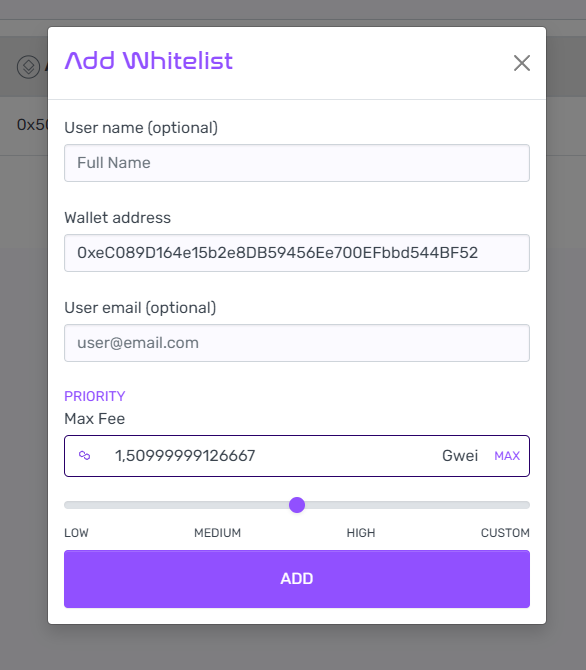 Add Whitelist
0x50
User name (optional)
Full Name
Wallet address
0xeC089D164e15b2e8DB59456Ee700EFbbd544BF52
User email (optional)
user@email.com
PRIORITY
Max Fee
1,50999999126667 Gwei MAX
LOW MEDIUM HIGH CUSTOM
ADD